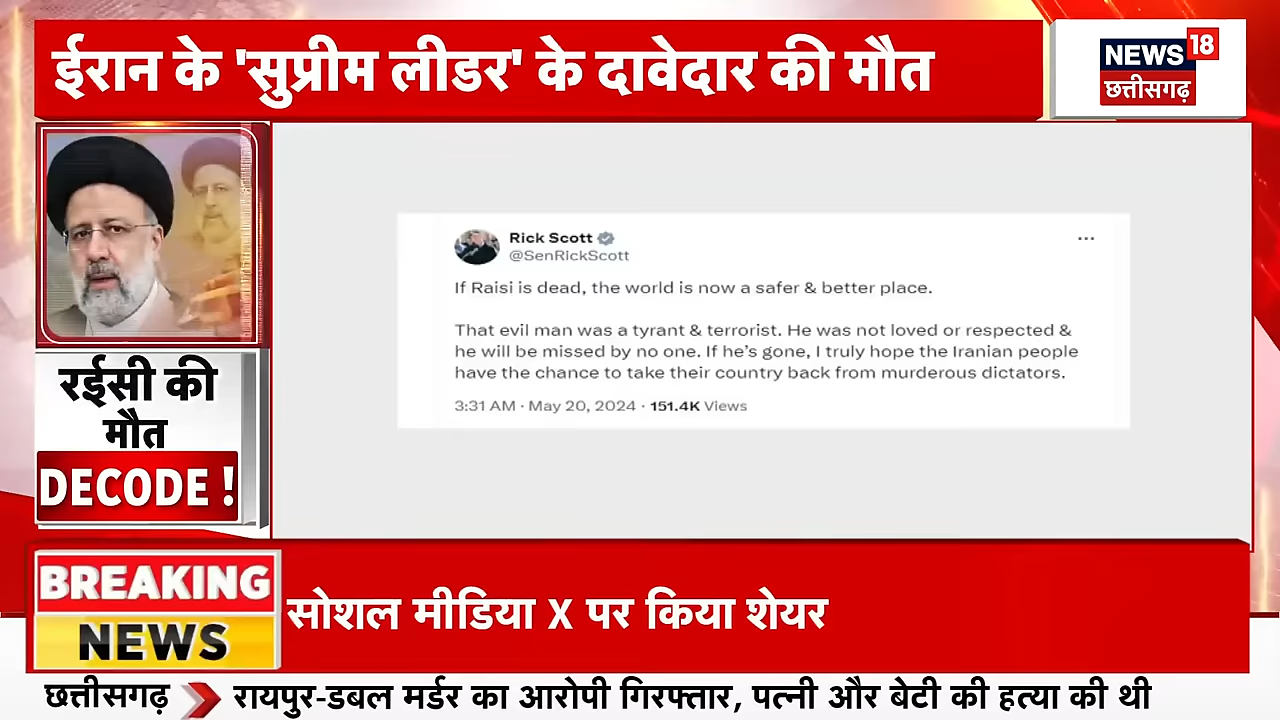 ईरान के 'सुप्रीम लीडर' के दावेदार की मौत
NEWS 18
छत्तीसगढ़
Rick Scott
@SenRickScott
If Raisi is dead, the world is now a safer & better place.
That evil man was a tyrant & terrorist. He was not loved or respected &
he will be missed by no one. If he's gone, I truly hope the Iranian people
have the chance to take their country back from murderous dictators.
3:31 AM · May 20, 2024 · 151.4K Views
रईसी की
मौत
DECODE !
BREAKING
NEWS
सोशल मीडिया X पर किया शेयर
छत्तीसगढ़ रायपुर-डबल मर्डर का आरोपी गिरफ्तार, पत्नी और बेटी की हत्या की थी